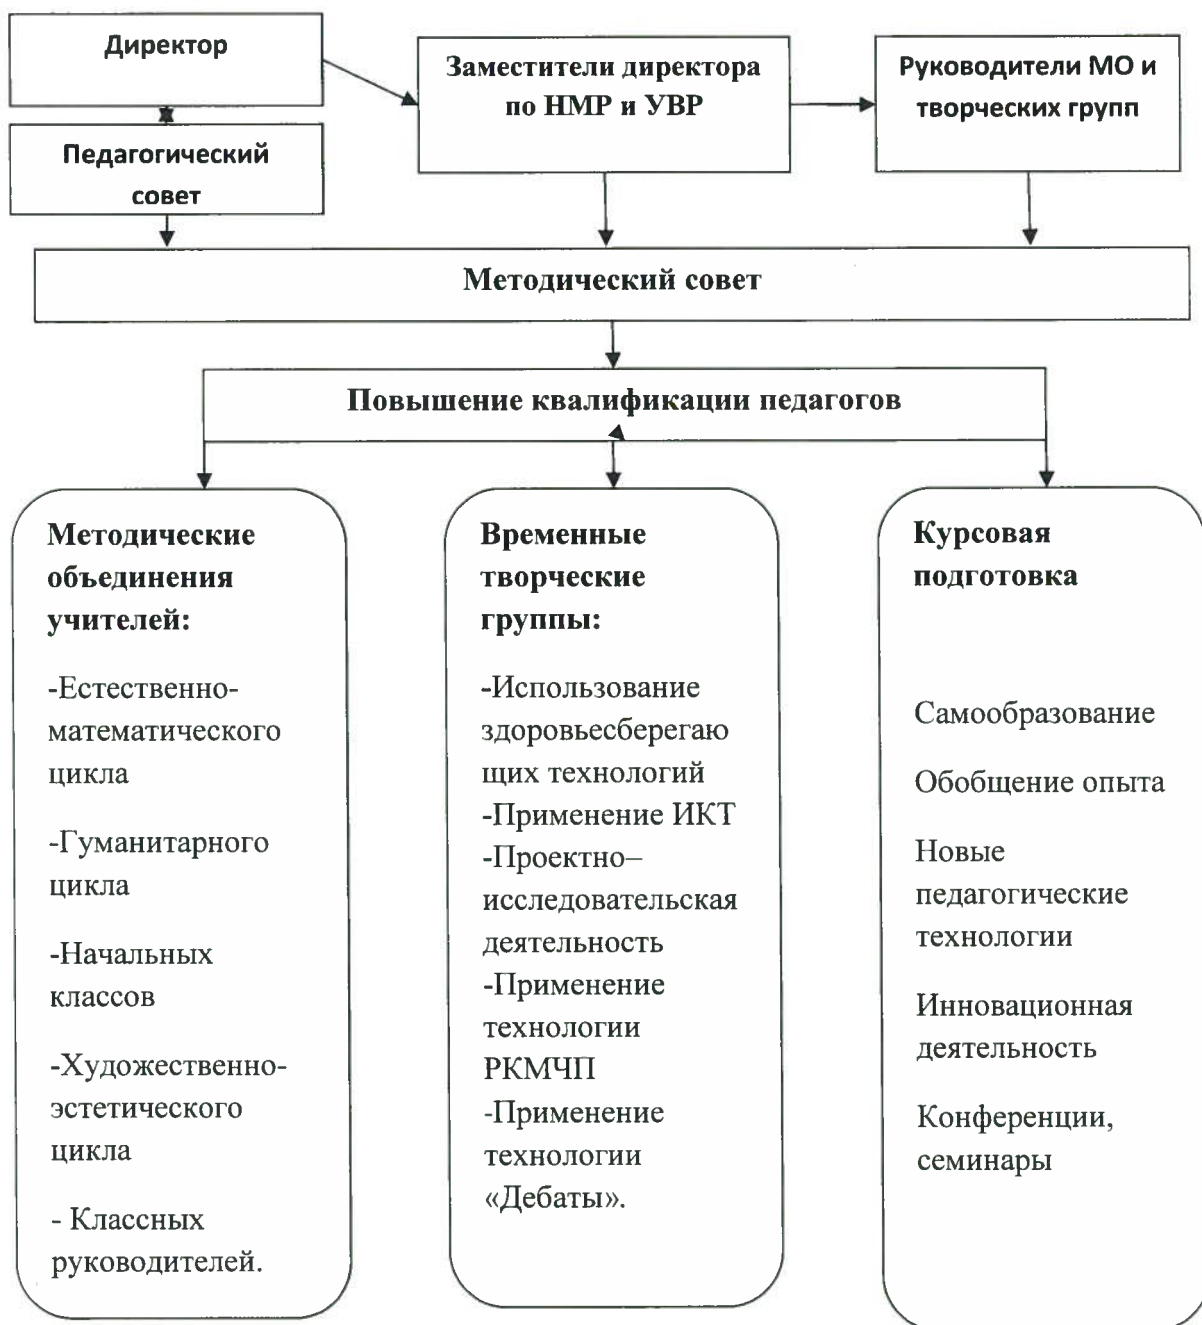 Директор
Педагогический
совет
Заместители директора
по НМР и УВР
Руководители МО и
творческих групп
Методический совет
Повышение квалификации педагогов
Методические
объединения
учителей:
-Естественно-
математического
цикла
-Гуманитарного
цикла
-Начальных
классов
-Художественно-
эстетического
цикла
- Классных
руководителей.
Временные
творческие
группы:
-Использование
здоровьесберегаю
щих технологий
-Применение ИКТ
-Проектно–
исследовательская
деятельность
-Применение
технологии
РКМЧП
-Применение
технологии
«Дебаты».
Курсовая
подготовка
Самообразование
Обобщение опыта
Новые
педагогические
технологии
Инновационная
деятельность
Конференции,
семинары